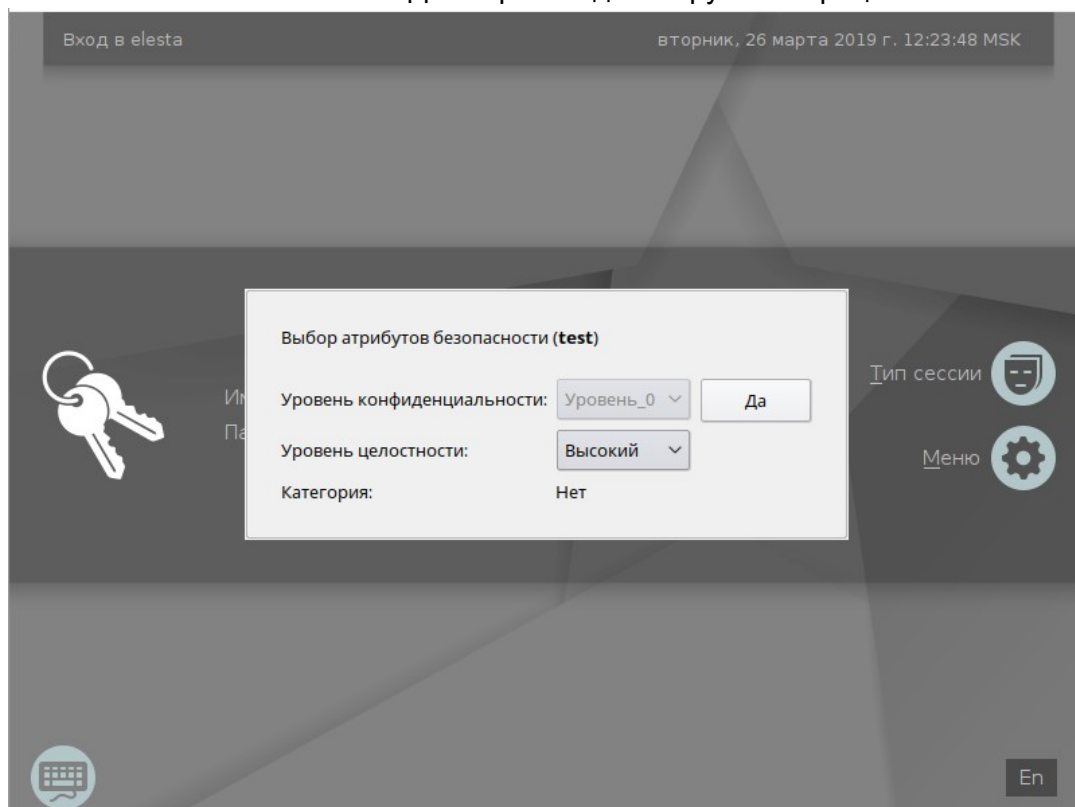 Вход в elesta
вторник, 26 марта 2019 г. 12:23:48 MSK
Выбор атрибутов безопасности (test)
Уровень конфиденциальности: Уровень_0 Да
Уровень целостности: Высокий
Категория: Нет
Тип сессии
Меню
En